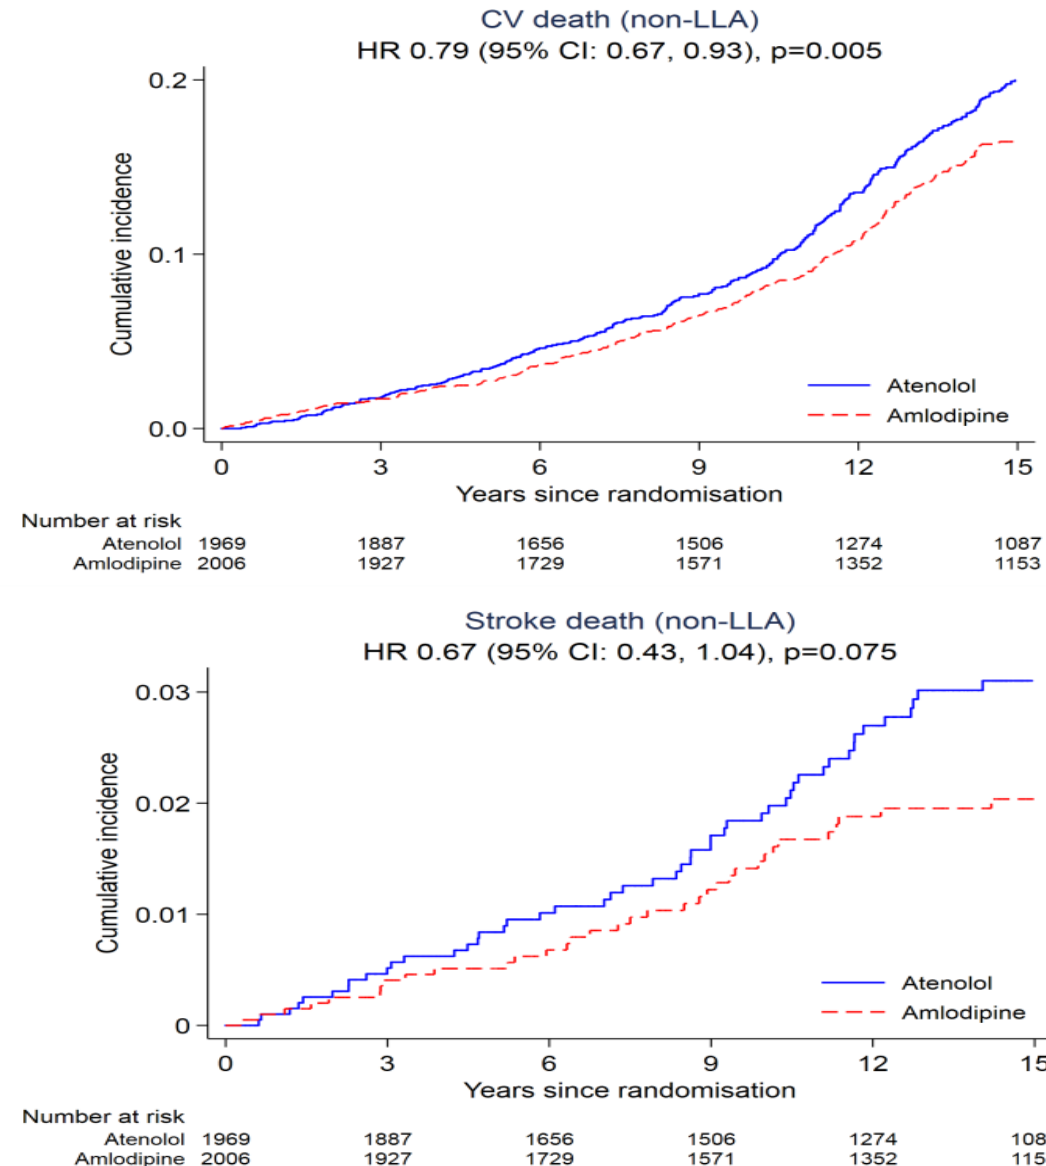 CV death (non-LLA)
HR 0.79 (95% CI: 0.67, 0.93), p=0.005
0.2
0.1
0.0
Cumulative incidence
Atenolol
Amlodipine
0 3 6 9 12 15
Years since randomisation
Number at risk
Atenolol 1969 1887 1656 1506 1274 1087
Amlodipine 2006 1927 1729 1571 1352 1153
Stroke death (non-LLA)
HR 0.67 (95% CI: 0.43, 1.04), p=0.075
0.03
0.02
0.01
0
Cumulative incidence
Atenolol
Amlodipine
0 3 6 9 12 15
Years since randomisation
Number at risk
Atenolol 1969 1887 1656 1506 1274 108
Amlodipine 2006 1927 1729 1571 1352 115